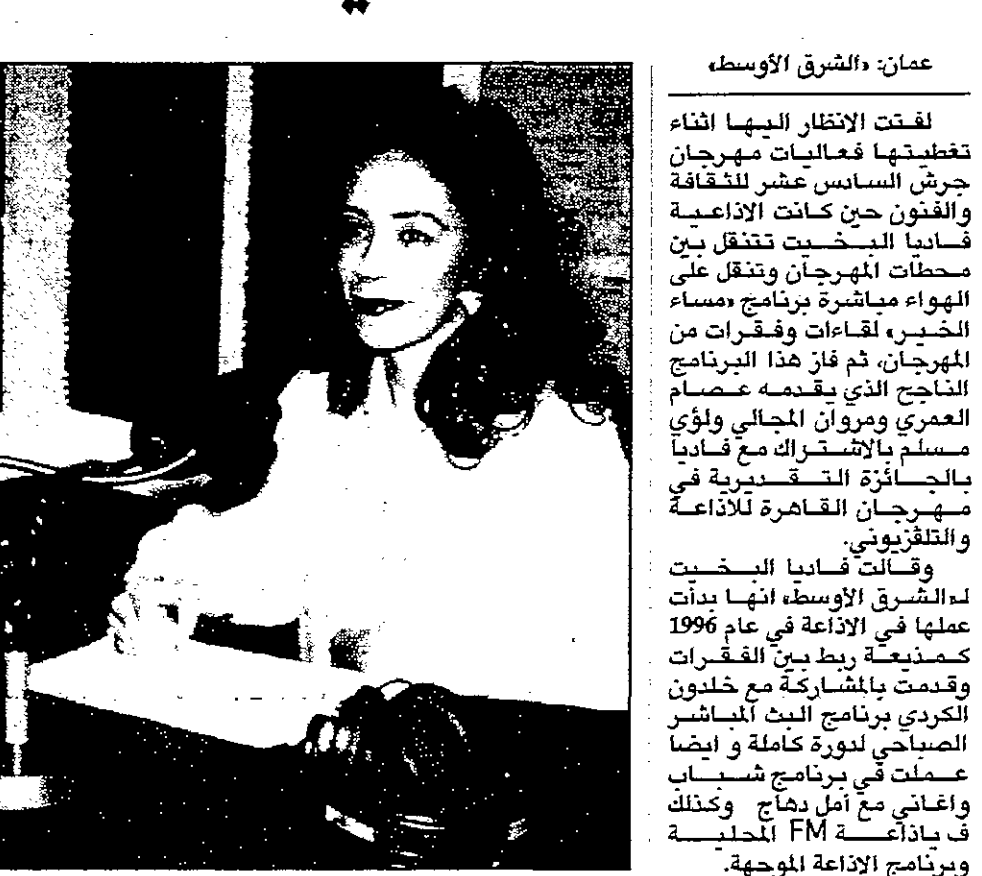 عمان: «الشرق الأوسط»
لفتت الانظار اليها اثناء
تغطيتها فعاليات مهرجان
جرش السادس عشر للثقافة
والفنون حين كانت الاذاعية
فاديا البخيت تتنقل بين
محطات المهرجان وتنقل على
الهواء مباشرة برنامج «مساء
الخير» لقاءات وفقرات من
المهرجان، ثم فاز هذا البرنامج
الناجح الذي يقدمه عصام
العمري ومروان المجالي ولؤي
مسلم بالاشتراك مع فاديا
بالجائزة التقديرية في
مهرجان القاهرة للاذاعة
والتلفزيوني.
وقالت فاديا البخيت
لـ«الشرق الأوسط» انها بدأت
عملها في الاذاعة في عام 1996
كمذيعة ربط بين الفقرات
وقدمت بالمشاركة مع خلدون
الكردي برنامج البث المباشر
الصباحي لدورة كاملة و ايضا
عملت في برنامج شباب
واغاني مع أمل دهاج وكذلك
ف باذاعة FM المحلية
وبرنامج الاذاعة الموجهة.